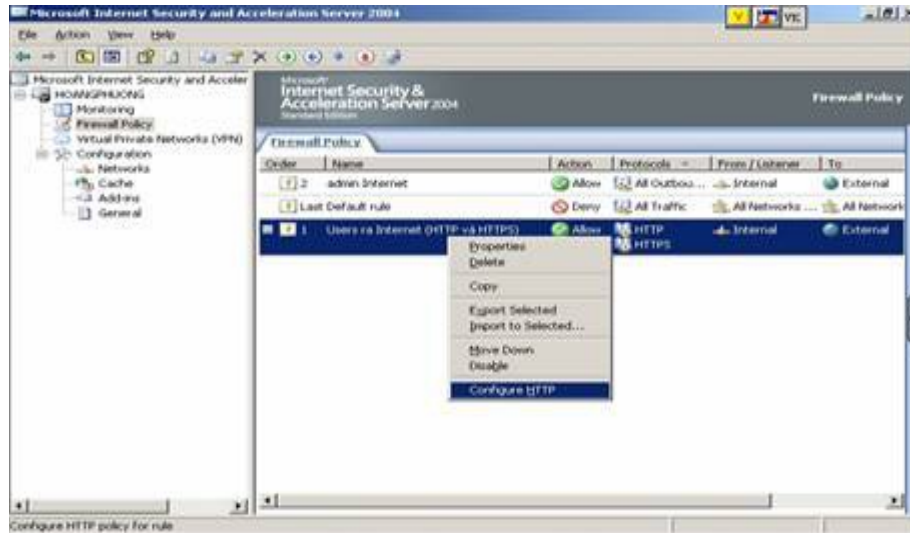 Microsoft Internet Security and Acceleration Server 2004
V VK
File Action View Help
Microsoft Internet Security and Acceler
HOANGPHUONG
Monitoring
Firewall Policy
Virtual Private Networks (VPN)
Configuration
Networks
Cache
Add-ins
General
Microsoft
Internet Security &
Acceleration Server 2004
Standard Edition
Firewall Policy
Firewall Policy
Order Name Action Protocols From / Listener To
2 admin Internet Allow All Outbou... Internal External
Last Default rule Deny All Traffic All Networks ... All Network
1 Users ra Internet (HTTP và HTTPS) Allow HTTP Internal External
HTTPS
Properties
Delete
Copy
Export Selected
Import to Selected...
Move Down
Disable
Configure HTTP
Configure HTTP policy for rule